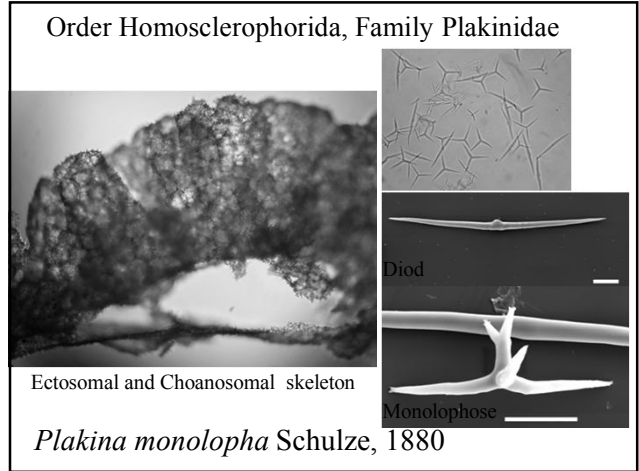 Order Homosclerophorida, Family Plakinidae
Diod
Monolophose
Ectosomal and Choanosomal skeleton
Plakina monolopha Schulze, 1880